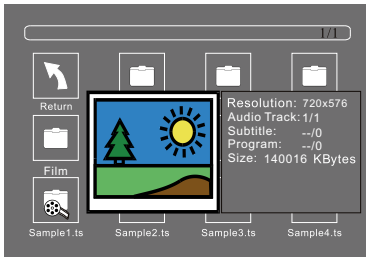 1/1
Return
Resolution: 720x576
Audio Track: 1/1
Subtitle: --/0
Program: --/0
Size: 140016 KBytes
Film
Sample1.ts Sample2.ts Sample3.ts Sample4.ts